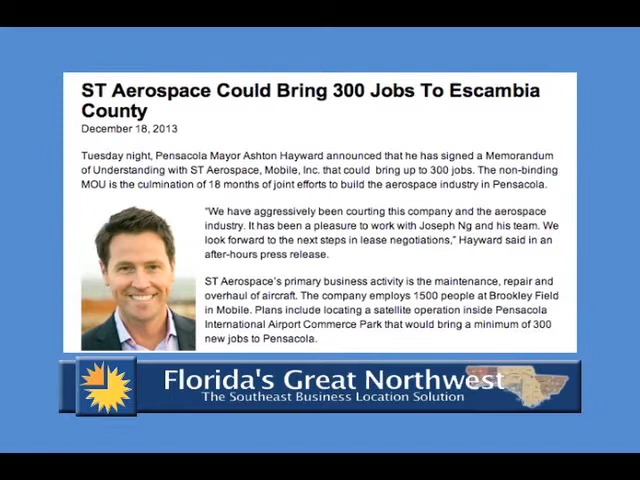 ST Aerospace Could Bring 300 Jobs To Escambia
County
December 18, 2013
Tuesday night, Pensacola Mayor Ashton Hayward announced that he has signed a Memorandum
of Understanding with ST Aerospace, Mobile, Inc. that could  bring up to 300 jobs. The non-binding
MOU is the culmination of 18 months of joint efforts to build the aerospace industry in Pensacola.
"We have aggressively been courting this company and the aerospace
industry. It has been a pleasure to work with Joseph Ng and his team. We
look forward to the next steps in lease negotiations," Hayward said in an
after-hours press release.
ST Aerospace's primary business activity is the maintenance, repair and
overhaul of aircraft. The company employs 1500 people at Brookley Field
in Mobile. Plans include locating a satellite operation inside Pensacola
International Airport Commerce Park that would bring a minimum of 300
new jobs to Pensacola.
Florida's Great Northwest
The Southeast Business Location Solution